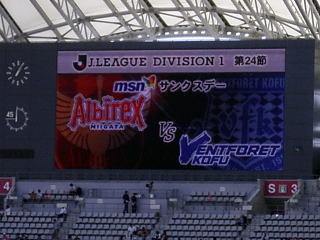 J.LEAGUE DIVISION 1 第24節
msn サンクスデー
ALBIREX
NIIGATA
VS
VENTFORET
KOFU
45
4
S 3